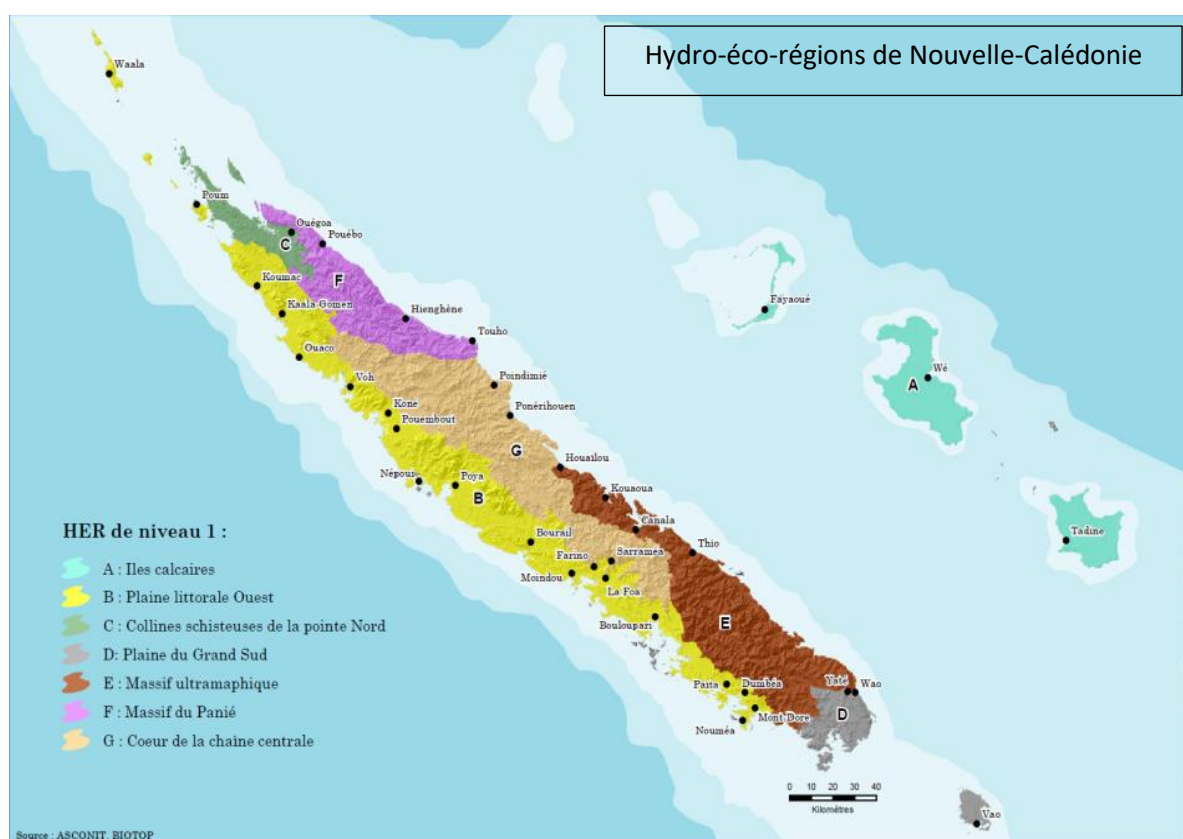 Hydro-éco-régions de Nouvelle-Calédonie
Waala
Poum
Ouégoa
Pouébo
C
F
Koumac
Kaala-Gomen
Hienghène
Fayaoué
Touho
Ouaco
Voh
Poindimié
Wé
A
Koné
Ponérihouen
Pouembout
G
Houaïlou
Népoui
Poya
B
Kouaoua
Canala
Tadine
Bourail
Thio
Farino
Sarraméa
Moindou
La Foa
Bouloupari
E
Païta
Dumbéa
Yaté
Wao
Mont-Dore
D
Nouméa
HER de niveau 1 :
A : Iles calcaires
B : Plaine littorale Ouest
C : Collines schisteuses de la pointe Nord
D: Plaine du Grand Sud
E : Massif ultramaphique
F : Massif du Panié
G : Coeur de la chaîne centrale
0 10 20 30 40
Kilomètres
Vao
Source : ASCONIT, BIOTOP